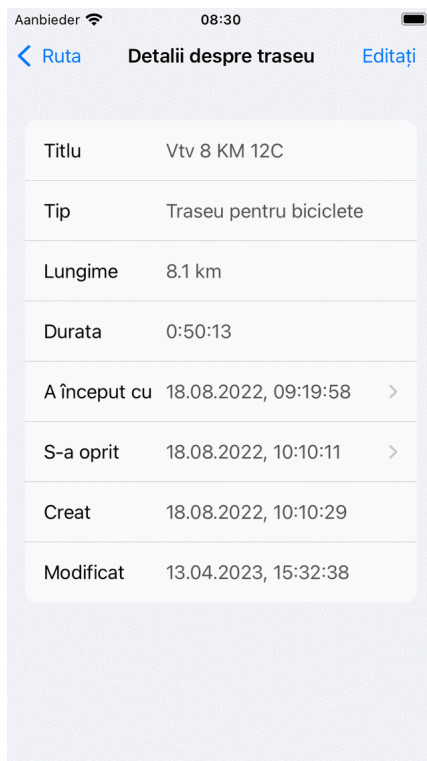 Aanbieder 08:30
Ruta Detalii despre traseu Editați
Titlu Vtv 8 KM 12C
Tip Traseu pentru biciclete
Lungime 8.1 km
Durata 0:50:13
A început cu 18.08.2022, 09:19:58
S-a oprit 18.08.2022, 10:10:11
Creat 18.08.2022, 10:10:29
Modificat 13.04.2023, 15:32:38